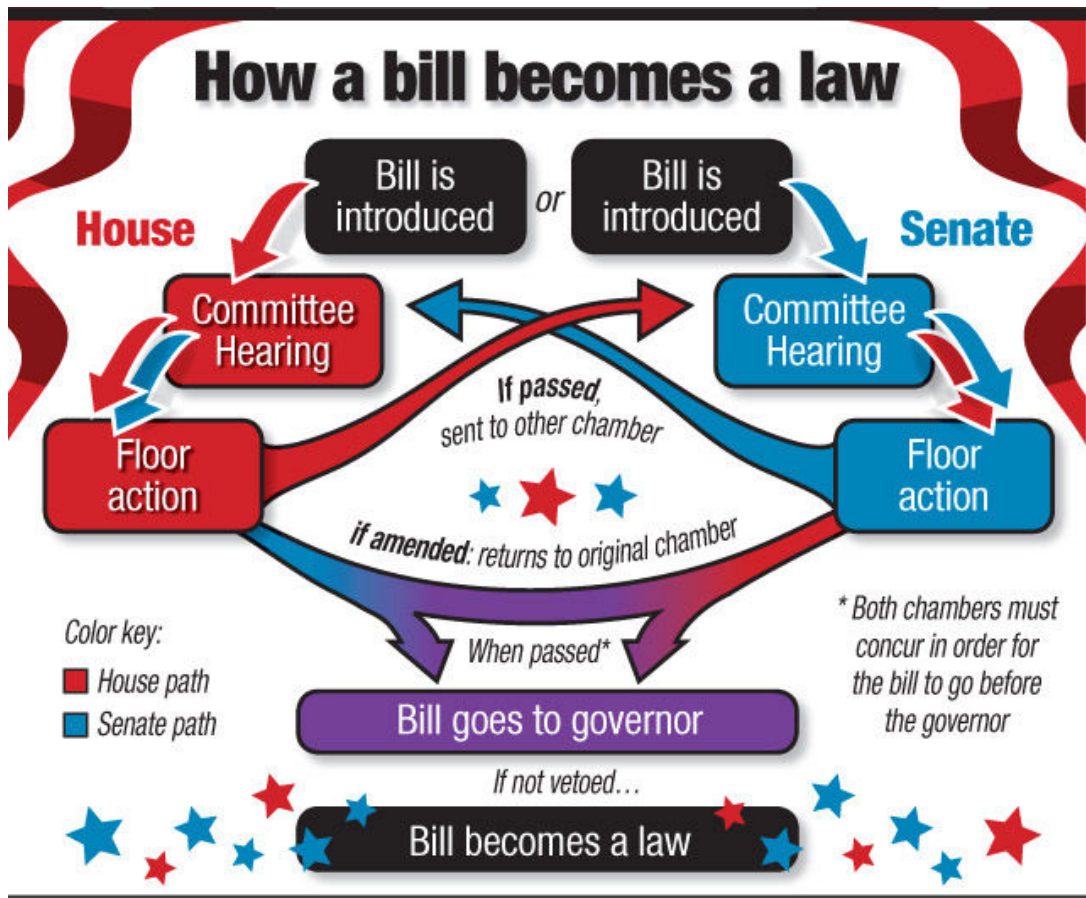 How a bill becomes a law
Bill is
introduced
or
Bill is
introduced
House
Senate
Committee
Hearing
Committee
Hearing
If passed,
sent to other chamber
Floor
action
Floor
action
if amended: returns to original chamber
Color key:
House path
Senate path
When passed*
* Both chambers must
concur in order for
the bill to go before
the governor
Bill goes to governor
If not vetoed…
Bill becomes a law